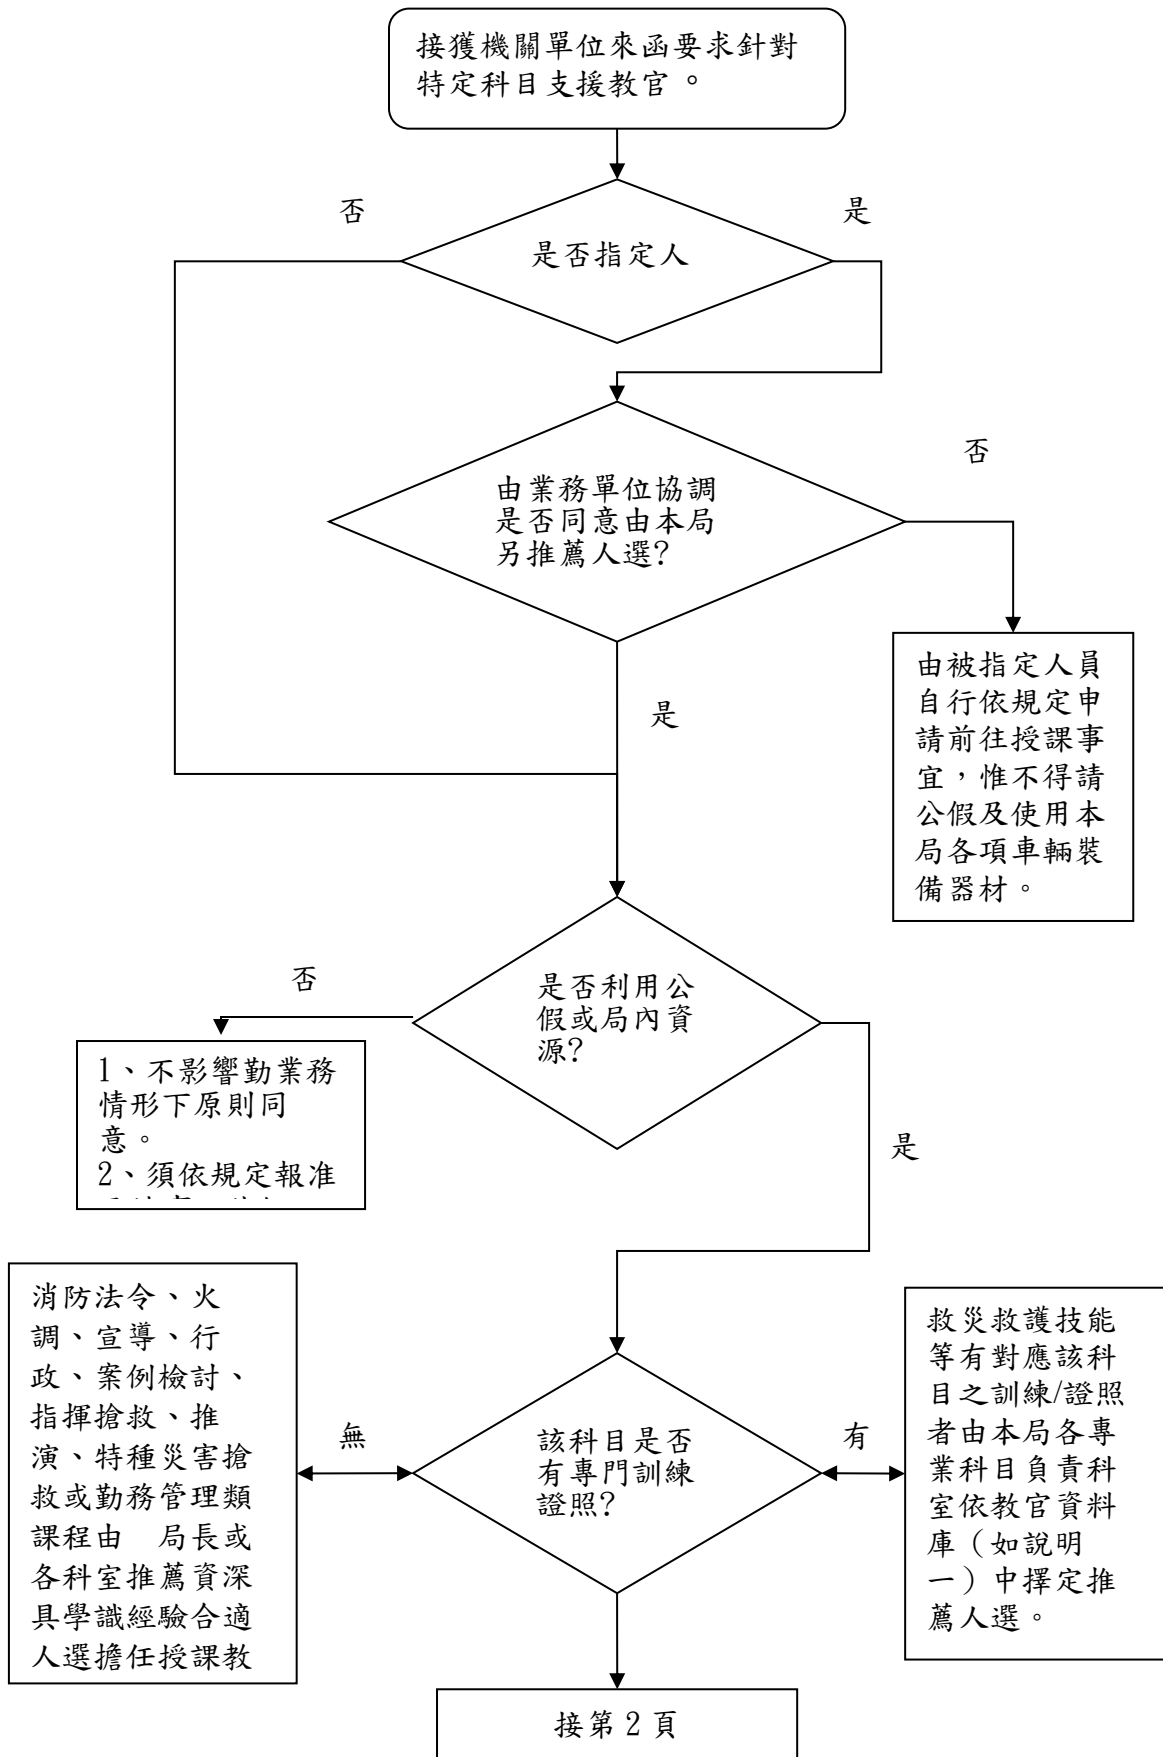 接獲機關單位來函要求針對
特定科目支援教官。
否
是
是否指定人
否
由業務單位協調
是否同意由本局
另推薦人選?
由被指定人員
自行依規定申
請前往授課事
宜，惟不得請
公假及使用本
局各項車輛裝
備器材。
是
否
是否利用公
假或局內資
源?
1、不影響勤業務
情形下原則同
意。
2、須依規定報准
是
消防法令、火
調、宣導、行
政、案例檢討、
指揮搶救、推
演、特種災害搶
救或勤務管理類
課程由　局長或
各科室推薦資深
具學識經驗合適
人選擔任授課教
無
該科目是否
有專門訓練
證照?
有
救災救護技能
等有對應該科
目之訓練/證照
者由本局各專
業科目負責科
室依教官資料
庫（如說明
一）中擇定推
薦人選。
接第2頁